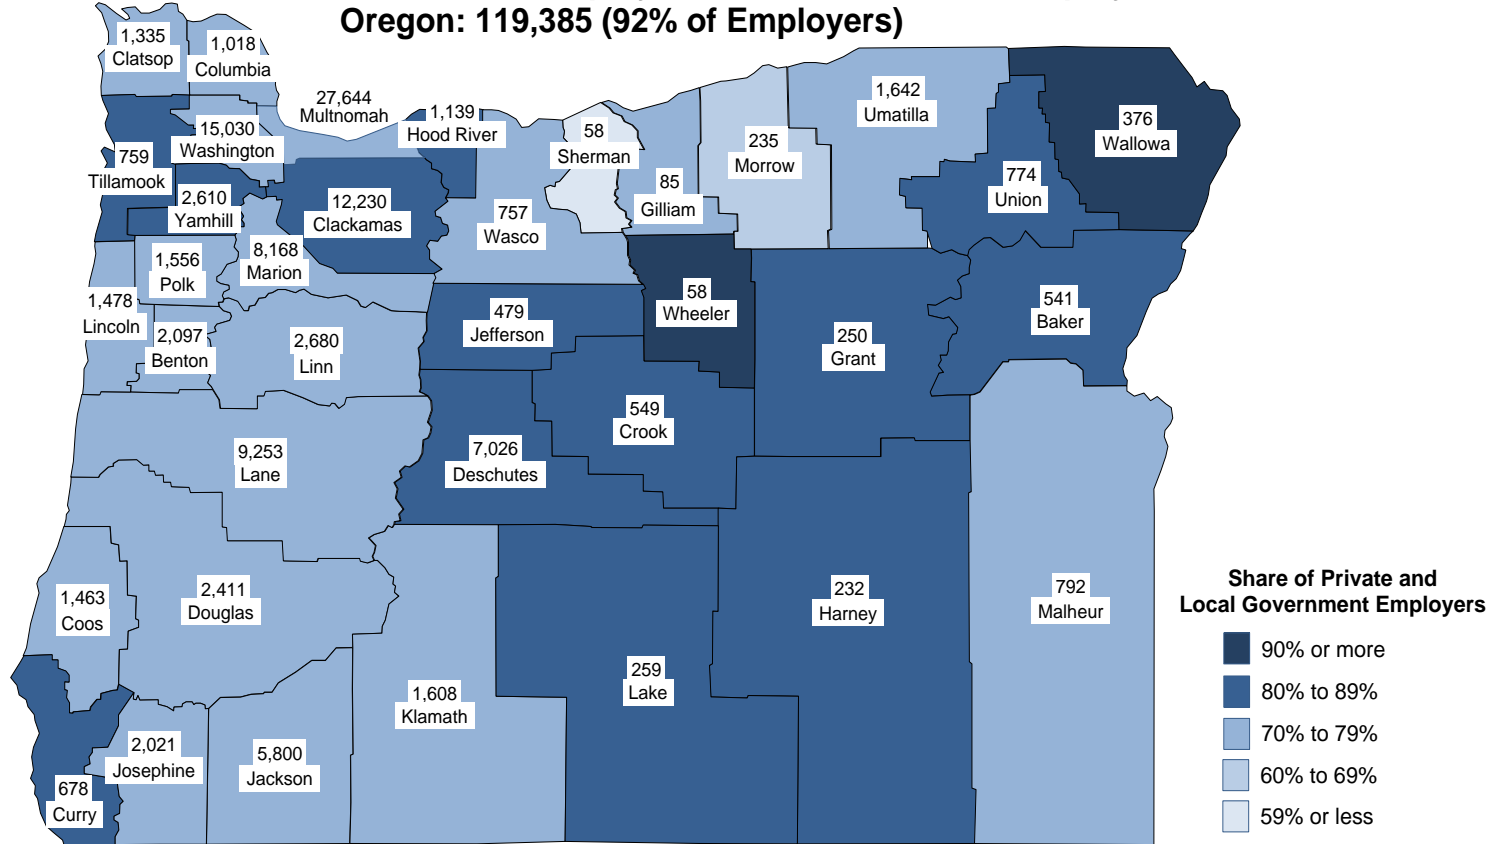 Oregon: 119,385 (92% of Employers)
1,335
Clatsop
1,018
Columbia
27,644
Multnomah
1,139
Hood River
15,030
Washington
759
Tillamook
2,610
Yamhill
12,230
Clackamas
757
Wasco
58
Sherman
85
Gilliam
235
Morrow
1,642
Umatilla
774
Union
376
Wallowa
1,556
Polk
8,168
Marion
1,478
Lincoln
2,097
Benton
2,680
Linn
479
Jefferson
58
Wheeler
250
Grant
541
Baker
9,253
Lane
7,026
Deschutes
549
Crook
1,463
Coos
2,411
Douglas
232
Harney
792
Malheur
259
Lake
1,608
Klamath
678
Curry
2,021
Josephine
5,800
Jackson
Share of Private and
Local Government Employers
90% or more
80% to 89%
70% to 79%
60% to 69%
59% or less